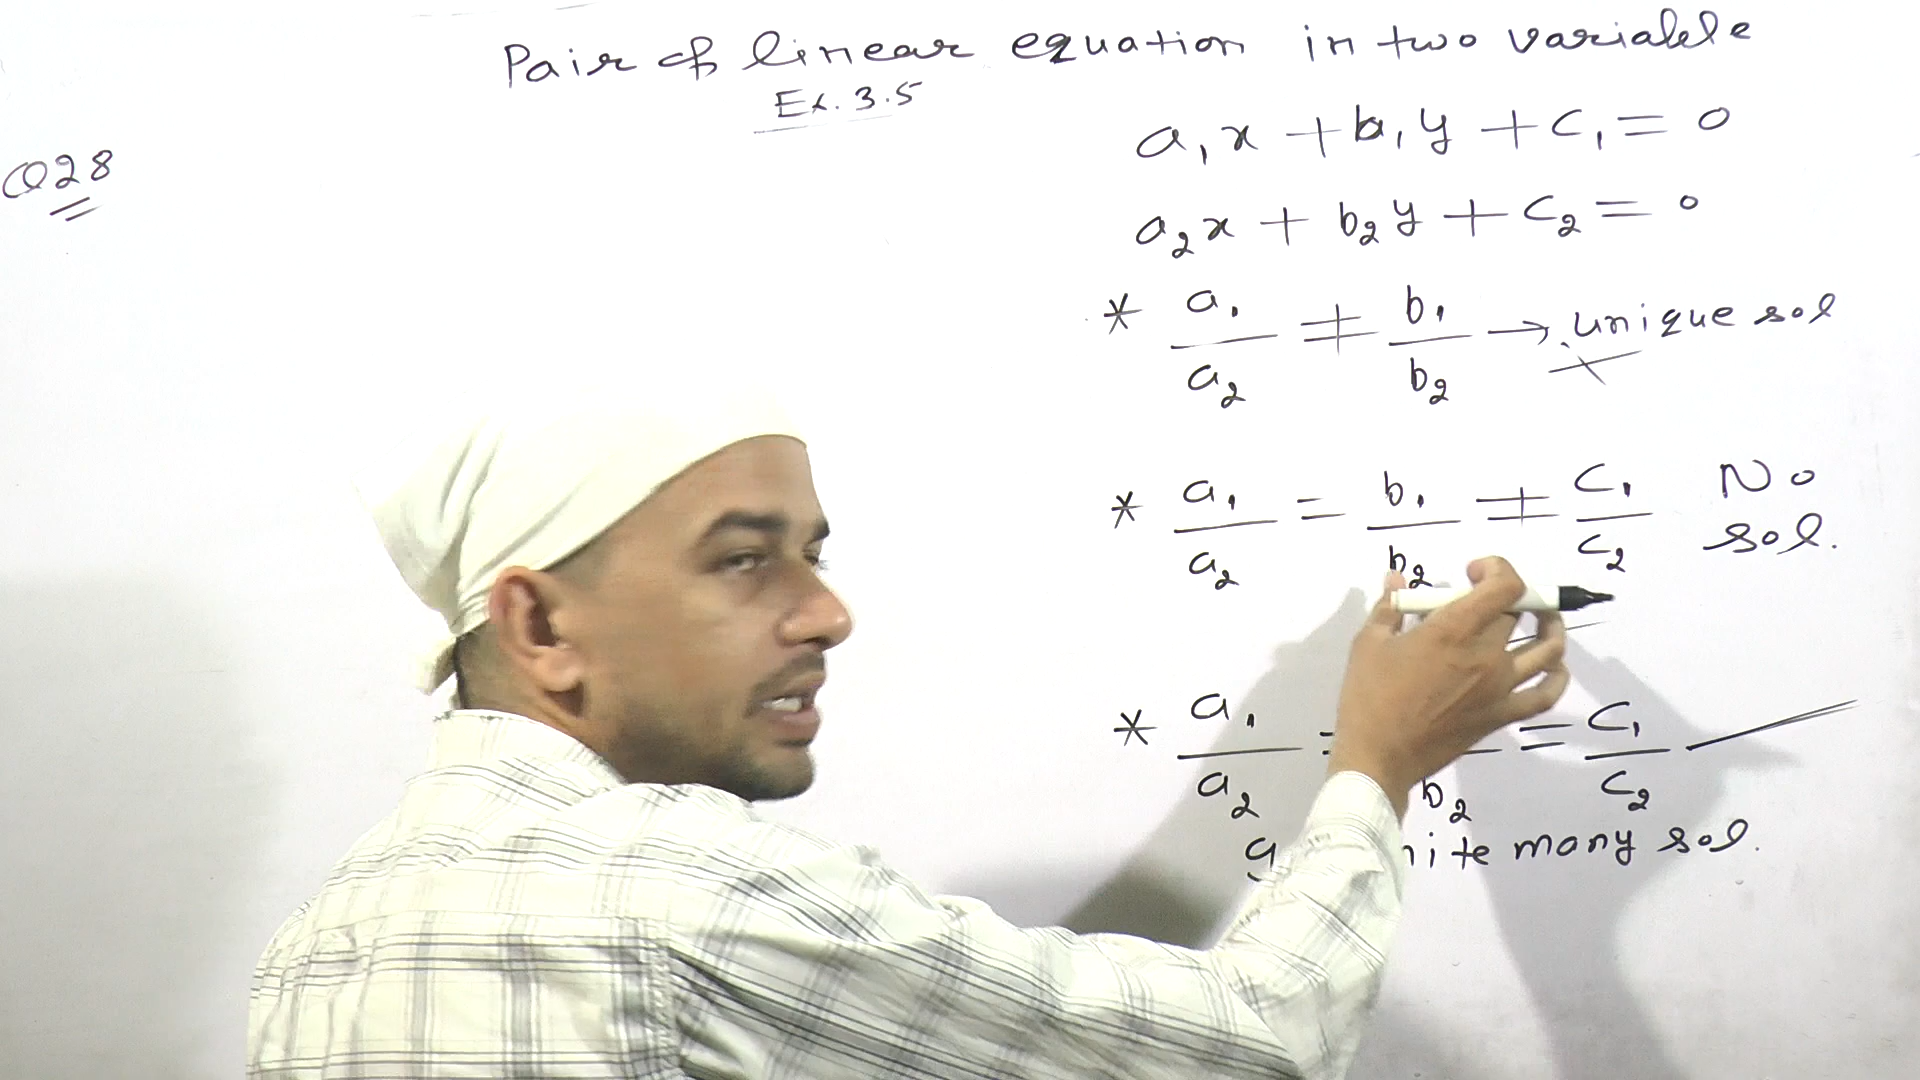 Pair of linear equation in two variable
Ex. 3.5
Q28
a₁x + b₁y + c₁ = 0
a₂x + b₂y + c₂ = 0
* a₁/a₂ ≠ b₁/b₂ → unique sol
* a₁/a₂ = b₁/b₂ ≠ c₁/c₂ No sol.
* a₁/a₂ = b₂ = c₁/c₂
many sol.